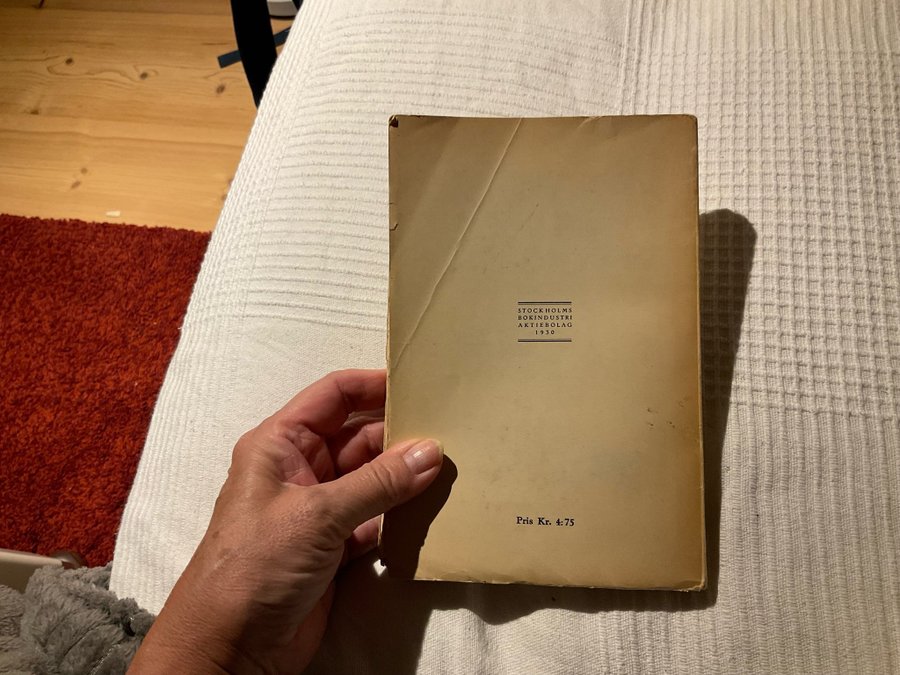 STOCKHOLMS
BOKINDUSTRI
AKTIEBOLAG
1930
Pris Kr. 4:75